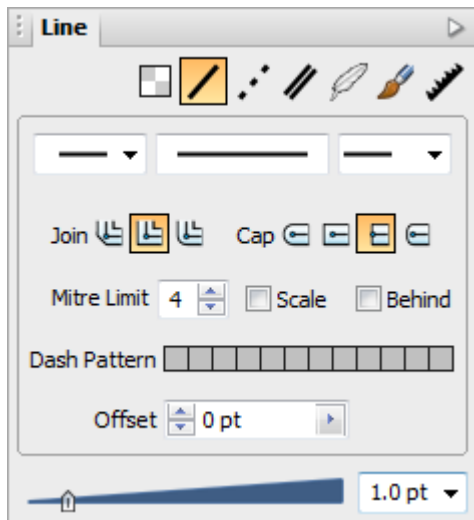 Line
Join Cap
Mitre Limit 4 Scale Behind
Dash Pattern
Offset 0 pt
1.0 pt